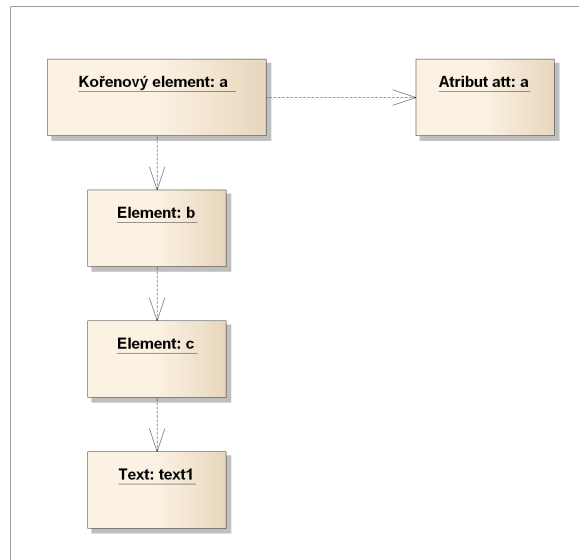 Kořenový element: a
Atribut att: a
Element: b
Element: c
Text: text1